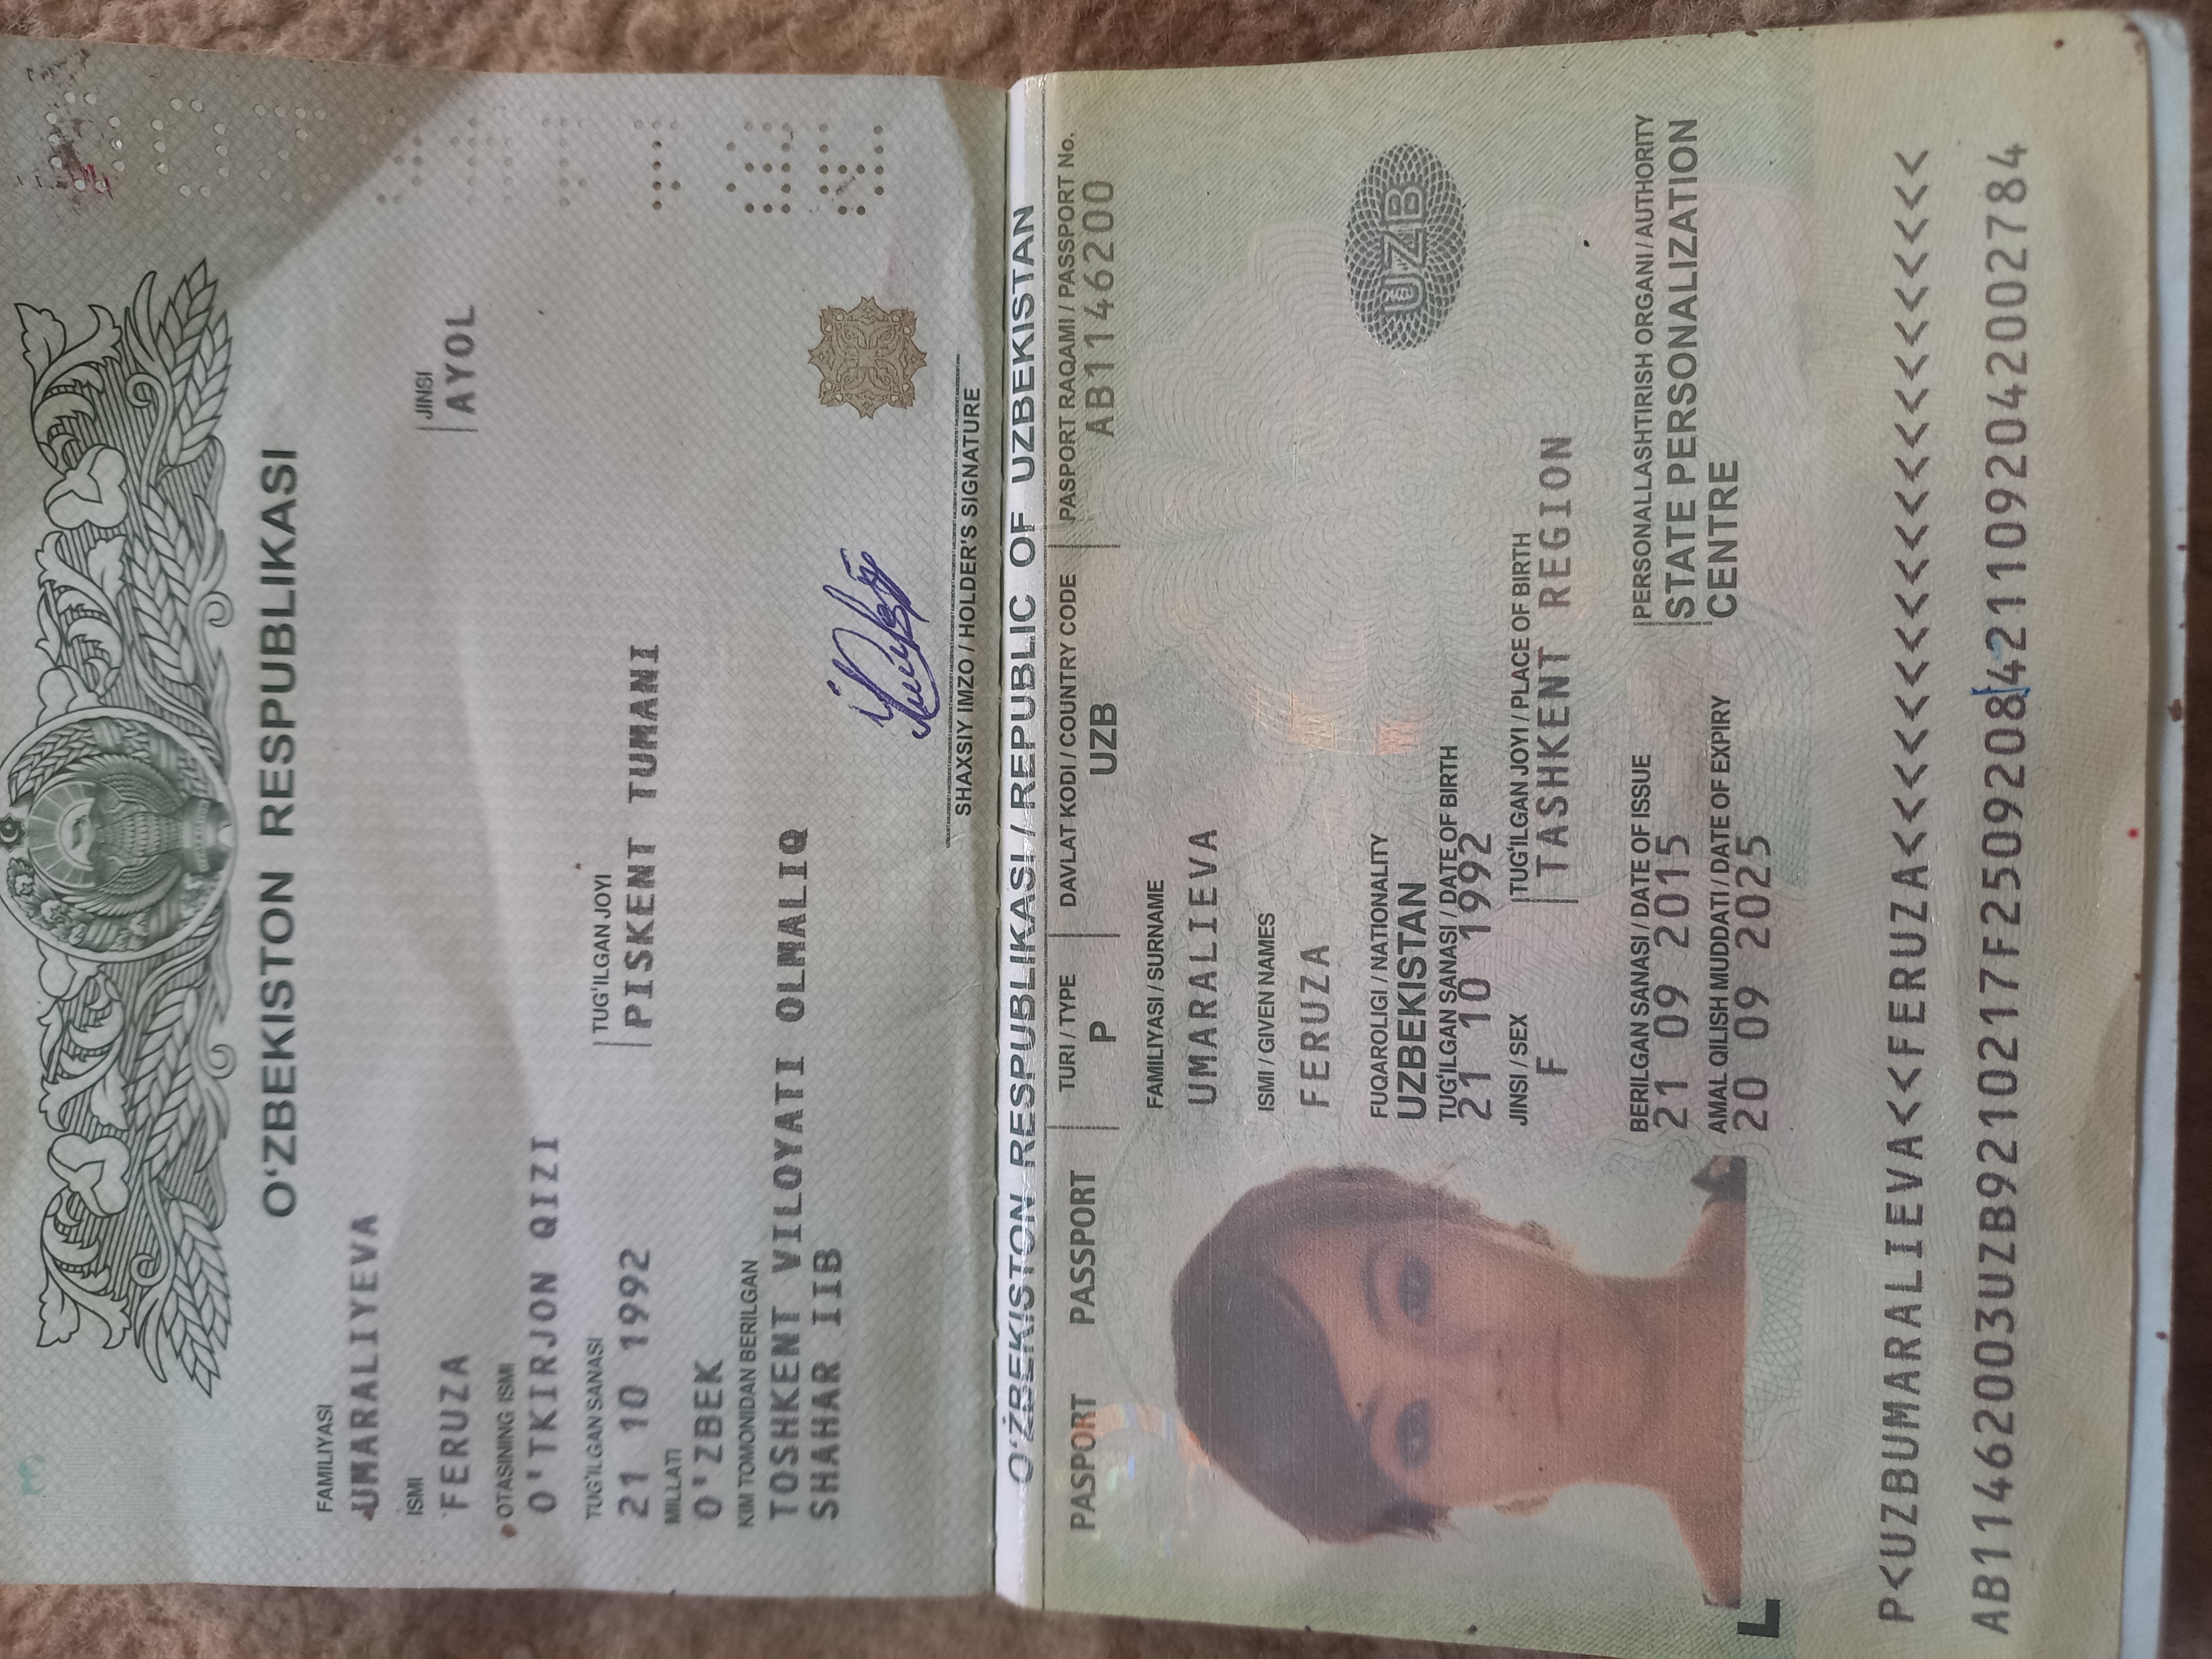 O‘ZBEKISTON RESPUBLIKASI
FAMILIYASI
UMARALIYEVA
ISMI
FERUZA
JINSI
AYOL
OTASINING ISMI
O'TKIRJON QIZI
TUG‘ILGAN SANASI
21 10 1992
TUG‘ILGAN JOYI
PISKENT TUMANI
MILLATI
O'ZBEK
KIM TOMONIDAN BERILGAN
TOSHKENT VILOYATI OLMALIQ
SHAHAR IIB
SHAXSIY IMZO / HOLDER'S SIGNATURE
O‘ZBEKISTON RESPUBLIKASI / REPUBLIC OF UZBEKISTAN
PASPORT PASSPORT
TURI / TYPE
P
DAVLAT KODI / COUNTRY CODE
UZB
PASPORT RAQAMI / PASSPORT No.
AB1146200
FAMILIYASI / SURNAME
UMARALIEVA
ISMI / GIVEN NAMES
FERUZA
FUQAROLIGI / NATIONALITY
UZBEKISTAN
UZB
TUG‘ILGAN SANASI / DATE OF BIRTH
21 10 1992
JINSI / SEX
F
TUG‘ILGAN JOYI / PLACE OF BIRTH
TASHKENT REGION
BERILGAN SANASI / DATE OF ISSUE
21 09 2015
PERSONALLASHTIRISH ORGANI / AUTHORITY
STATE PERSONALIZATION
CENTRE
AMAL QILISH MUDDATI / DATE OF EXPIRY
20 09 2025
P<UZBUMARALIEVA<<FERUZA<<<<<<<<<<<<<<<<<<<<<
AB11462003UZB9210217F25092084211092042002784